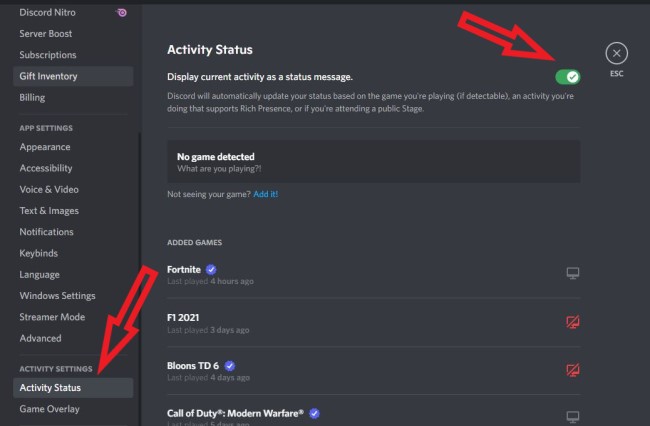 Discord Nitro
Server Boost
Subscriptions
Gift Inventory
Billing
APP SETTINGS
Appearance
Accessibility
Voice & Video
Text & Images
Notifications
Keybinds
Language
Windows Settings
Streamer Mode
Advanced
ACTIVITY SETTINGS
Activity Status
Game Overlay
Activity Status
Display current activity as a status message.
ESC
Discord will automatically update your status based on the game you're playing (if detectable), an activity you're
doing that supports Rich Presence, or if you're attending a public Stage.
No game detected
What are you playing?!
Not seeing your game? Add it!
ADDED GAMES
Fortnite
Last played 4 hours ago
F1 2021
Last played 3 days ago
Bloons TD 6
Last played 4 days ago
Call of Duty®: Modern Warfare®
Last played 5 days ago